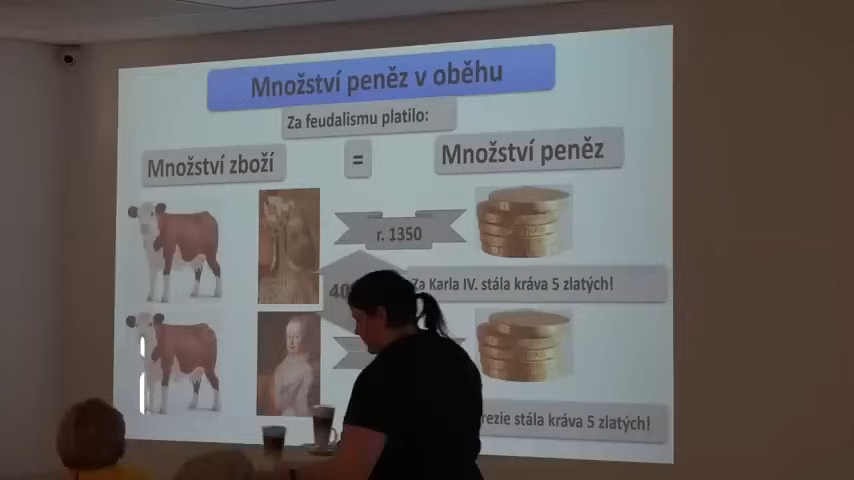 Množství peněz v oběhu
Za feudalismu platilo:
Množství zboží
=
Množství peněz
r. 1350
Za Karla IV. stála kráva 5 zlatých!
stála kráva 5 zlatých!